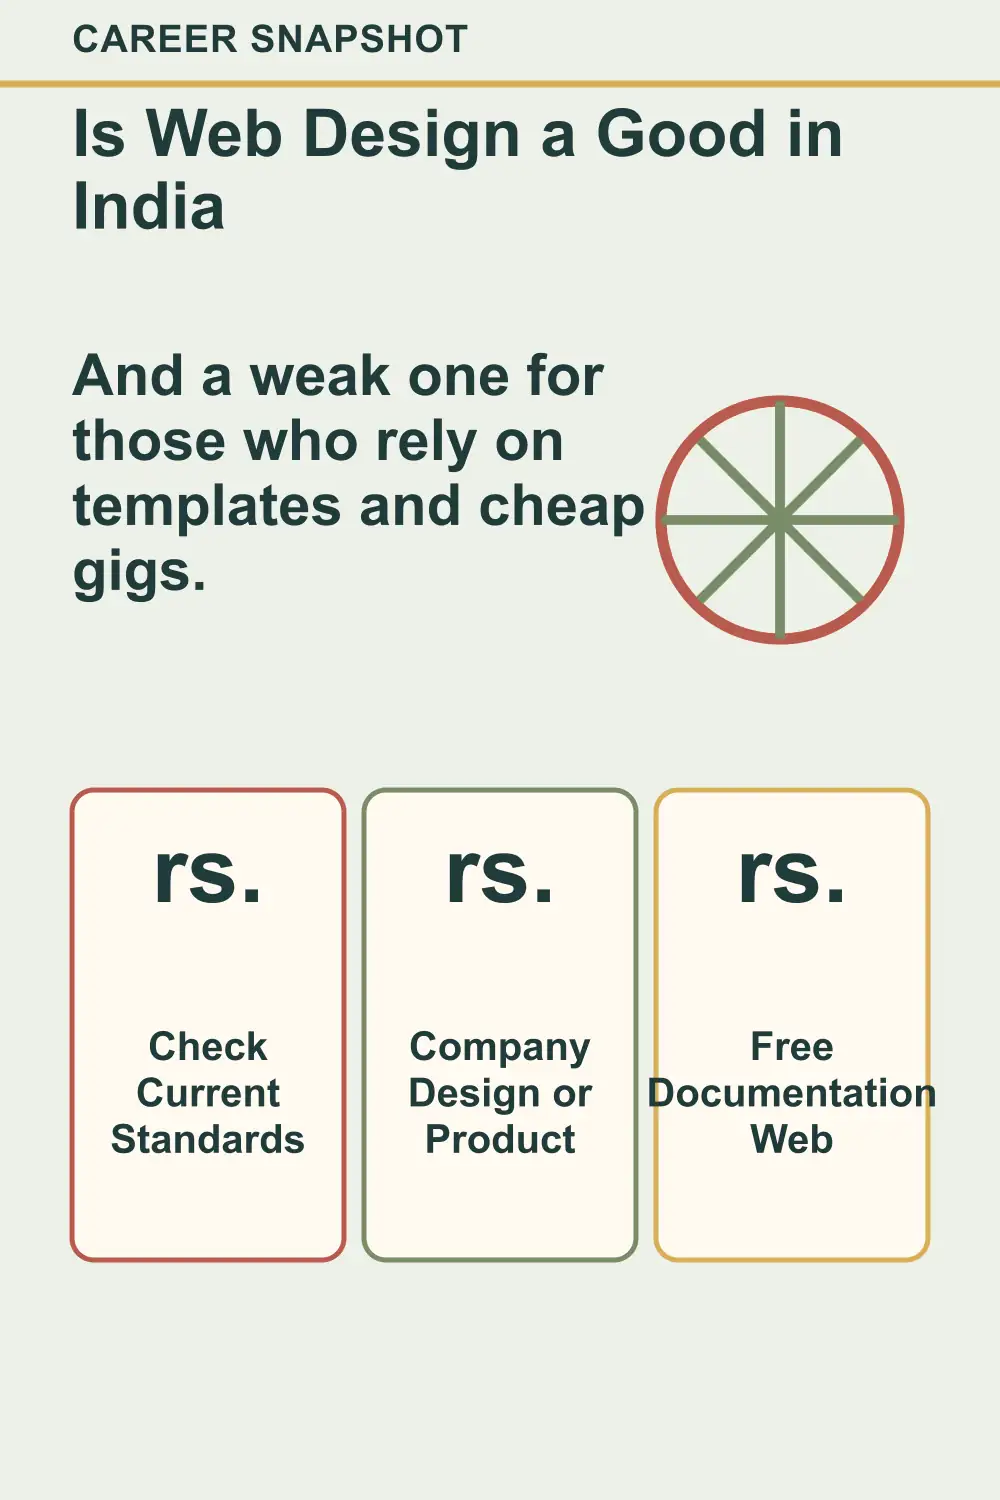 CAREER SNAPSHOT
Is Web Design a Good in
India
And a weak one for
those who rely on
templates and cheap
gigs.
rs.
Check
Current
Standards
rs.
Company
Design or
Product
rs.
Free
Documentation
Web